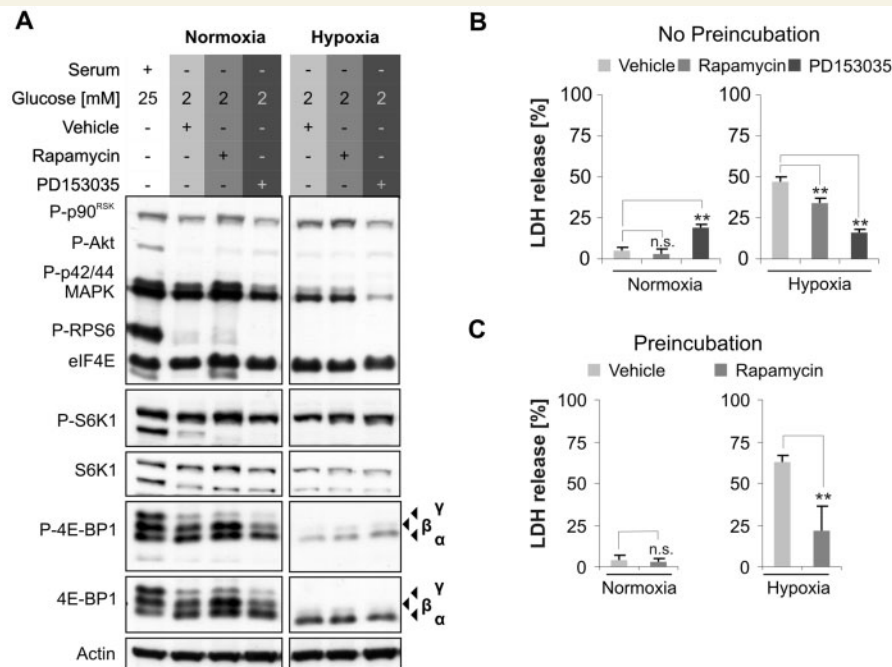 A
Normoxia Hypoxia
Serum + - - - - - -
Glucose [mM] 25 2 2 2 2 2 2
Vehicle - + - - + - -
Rapamycin - - + - - + -
PD153035 - - - + - - +
P-p90RSK
P-Akt
P-p42/44
MAPK
P-RPS6
eIF4E
P-S6K1
S6K1
P-4E-BP1
γ
β
α
4E-BP1
γ
β
α
Actin
B
No Preincubation
Vehicle Rapamycin PD153035
LDH release [%]
100 100
75 75
50 50
25 25
0 0
n.s. ** ** **
Normoxia Hypoxia
C
Preincubation
Vehicle Rapamycin
LDH release [%]
100 100
75 75
50 50
25 25
0 0
n.s. **
Normoxia Hypoxia